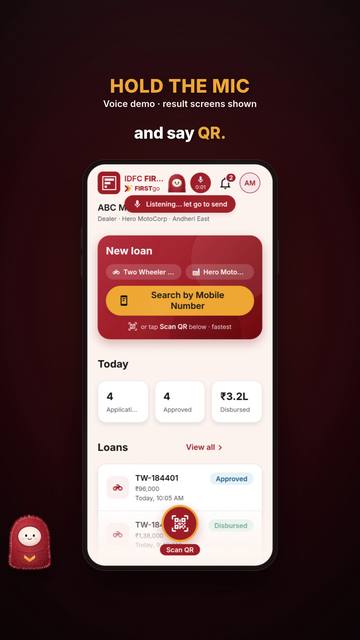 HOLD THE MIC
Voice demo · result screens shown
and say QR.
IDFC FIR...
FIRSTgo
0:01
2
AM
Listening... let go to send
ABC M
Dealer · Hero MotoCorp · Andheri East
New loan
Two Wheeler ...
Hero Moto...
Search by Mobile
Number
or tap Scan QR below · fastest
Today
4
Applicati...
4
Approved
₹3.2L
Disbursed
Loans
View all >
TW-184401
Approved
₹96,000
Today, 10:05 AM
TW-184
Disbursed
₹1,38,000
Today, 9
Scan QR